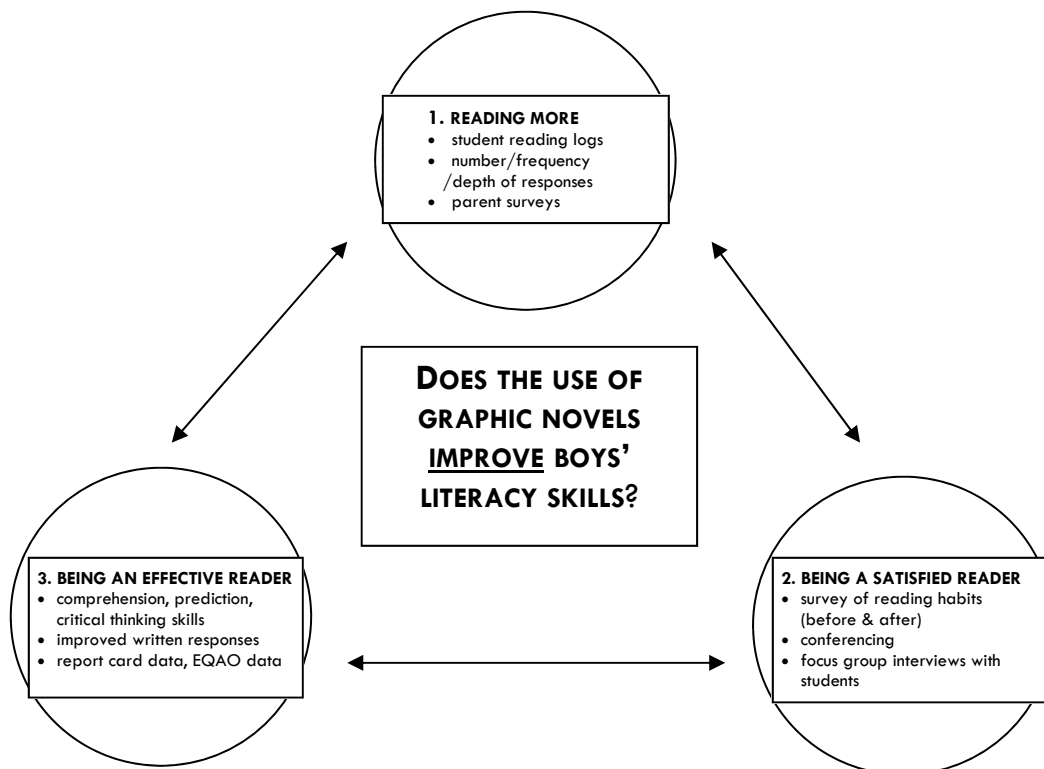 1. READING MORE
• student reading logs
• number/frequency
/depth of responses
• parent surveys
DOES THE USE OF
GRAPHIC NOVELS
IMPROVE BOYS'
LITERACY SKILLS?
3. BEING AN EFFECTIVE READER
• comprehension, prediction,
critical thinking skills
• improved written responses
• report card data, EQAO data
2. BEING A SATISFIED READER
• survey of reading habits
(before & after)
• conferencing
• focus group interviews with
students